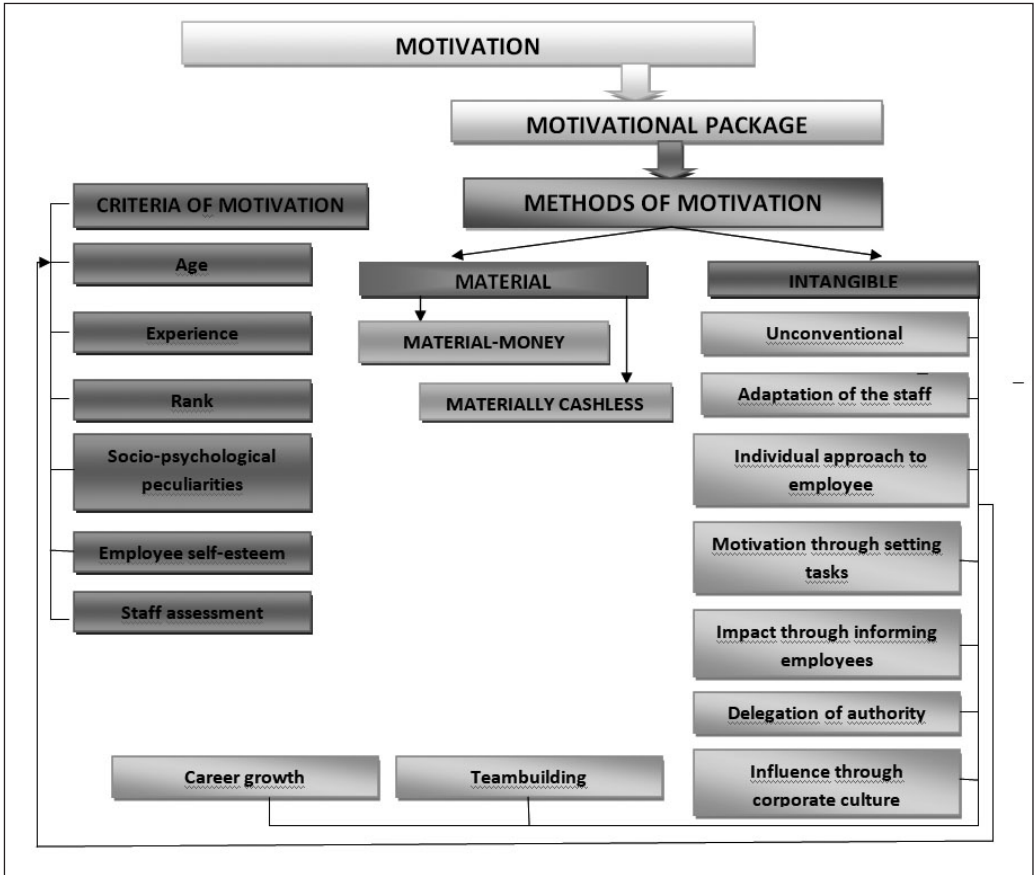 MOTIVATION
MOTIVATIONAL PACKAGE
METHODS OF MOTIVATION
CRITERIA OF MOTIVATION
Age
Experience
Rank
Socio-psychological
peculiarities
Employee self-esteem
Staff assessment
MATERIAL
MATERIAL-MONEY
MATERIALLY CASHLESS
INTANGIBLE
Unconventional
Adaptation of the staff
Individual approach to
employee
Motivation through setting
tasks
Impact through informing
employees
Delegation of authority
Influence through
corporate culture
Career growth
Teambuilding